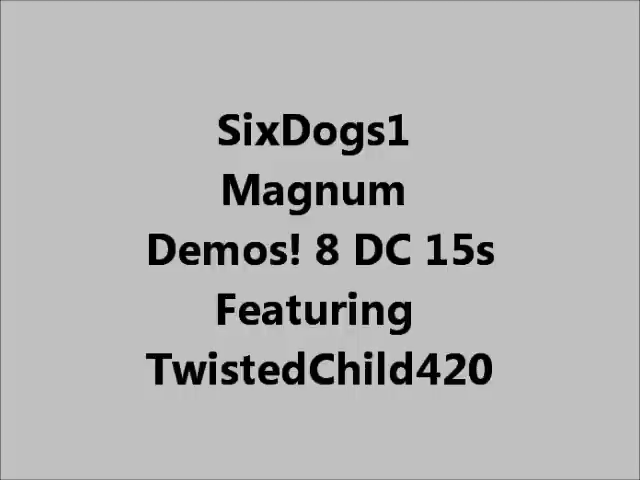 SixDogs1
Magnum
Demos! 8 DC 15s
Featuring
TwistedChild420